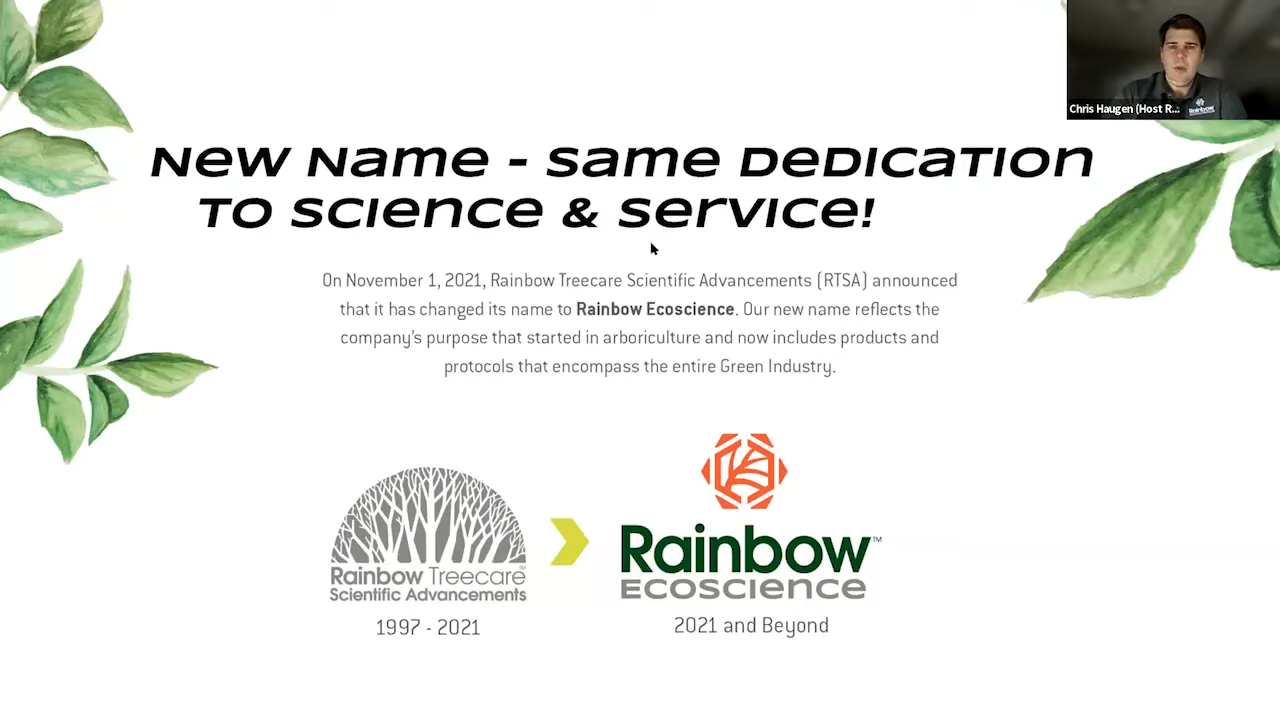 Chris Haugen (Host R...
Rainbow
New Name - Same Dedication
to Science & Service!
On November 1, 2021, Rainbow Treecare Scientific Advancements (RTSA) announced
that it has changed its name to Rainbow Ecoscience. Our new name reflects the
company's purpose that started in arboriculture and now includes products and
protocols that encompass the entire Green Industry.
Rainbow Treecare™
Scientific Advancements
1997 - 2021
Rainbow™
Ecoscience
2021 and Beyond